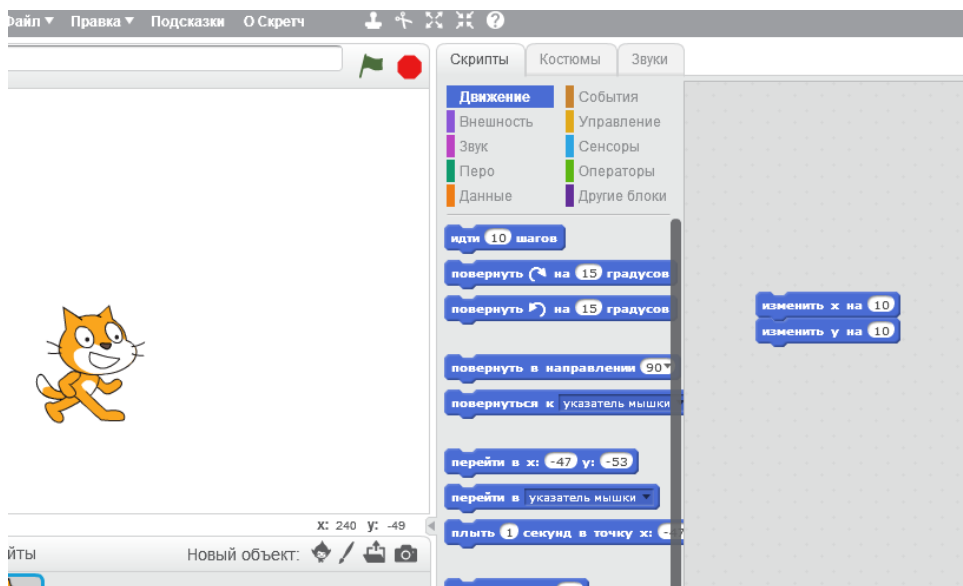 Файл Правка Подсказки О Скретч
Скрипты Костюмы Звуки
Движение События
Внешность Управление
Звук Сенсоры
Перо Операторы
Данные Другие блоки
идти 10 шагов
повернуть на 15 градусов
повернуть на 15 градусов
повернуть в направлении 90
повернуться к указатель мышки
перейти в x: -47 y: -53
перейти в указатель мышки
плыть 1 секунд в точку x:
изменить x на 10
изменить y на 10
X: 240 y: -49
Новый объект: